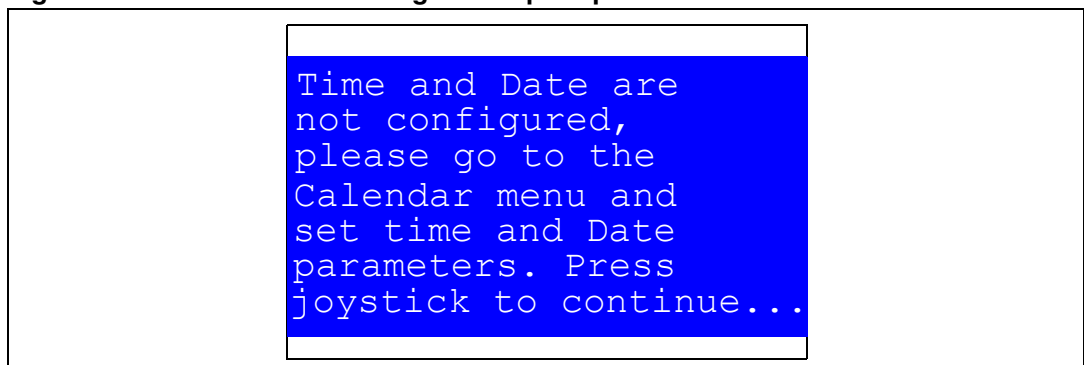 Time and Date are
not configured,
please go to the
Calendar menu and
set time and Date
parameters. Press
joystick to continue...